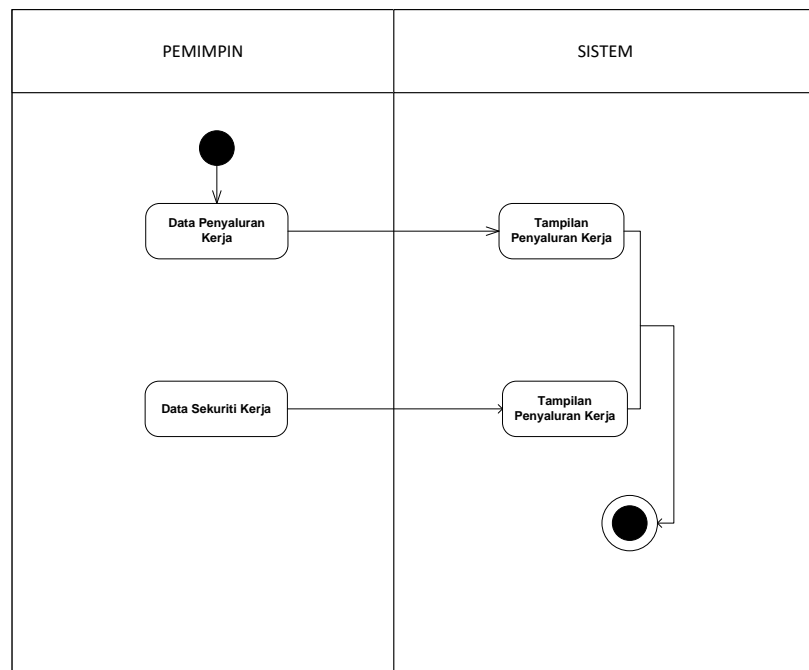 PEMIMPIN
SISTEM
Data Penyaluran
Kerja
Tampilan
Penyaluran Kerja
Data Sekuriti Kerja
Tampilan
Penyaluran Kerja